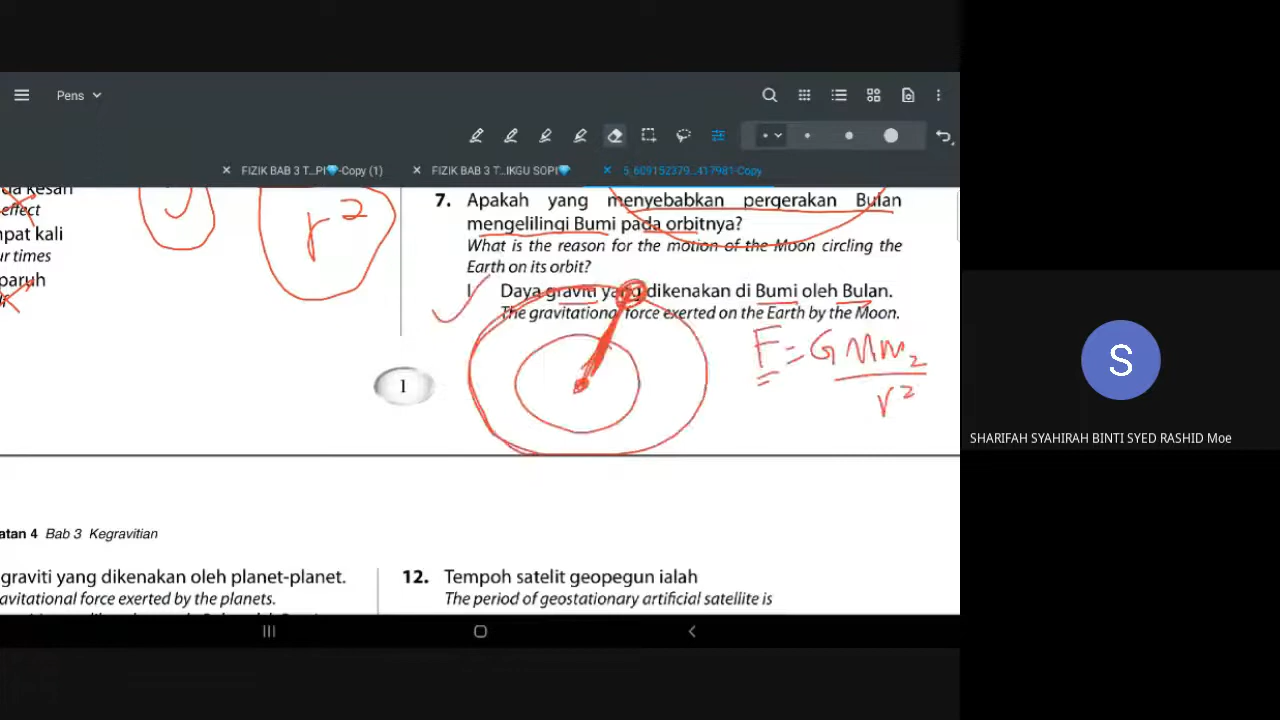 Pens
FIZIK BAB 3 T...PI💎-Copy (1)
FIZIK BAB 3 T...IKGU SOPI💎
5_609152379...417981-Copy
da kesan
effect
mpat kali
ur times
paruh
r²
7. Apakah yang menyebabkan pergerakan Bulan
mengelilingi Bumi pada orbitnya?
What is the reason for the motion of the Moon circling the
Earth on its orbit?
I Daya graviti yang dikenakan di Bumi oleh Bulan.
The gravitational force exerted on the Earth by the Moon.
F = G Mm₂
r²
1
S
SHARIFAH SYAHIRAH BINTI SYED RASHID Moe
atan 4 Bab 3 Kegravitian
graviti yang dikenakan oleh planet-planet.
avitational force exerted by the planets.
12. Tempoh satelit geopegun ialah
The period of geostationary artificial satellite is